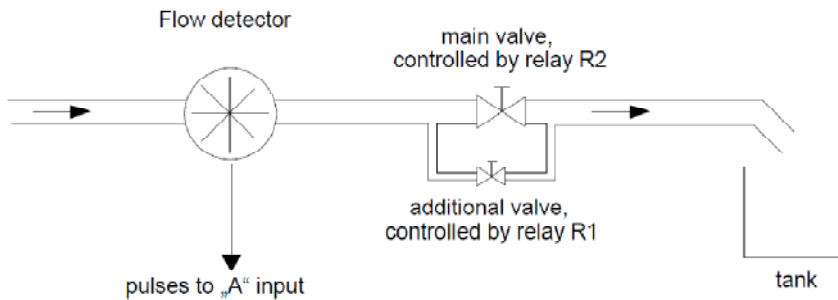 Flow detector
main valve,
controlled by relay R2
additional valve,
controlled by relay R1
pulses to „A“ input
tank